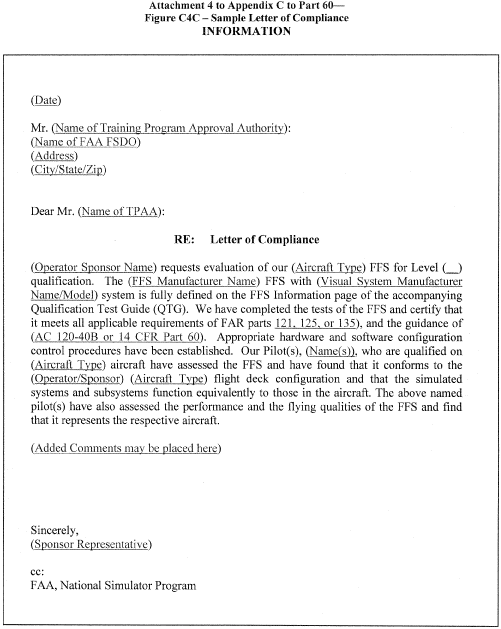 Attachment 4 to Appendix C to Part 60—
Figure C4C – Sample Letter of Compliance
INFORMATION
(Date)
Mr. (Name of Training Program Approval Authority):
(Name of FAA FSDO)
(Address)
(City/State/Zip)
Dear Mr. (Name of TPAA):
RE: Letter of Compliance
(Operator Sponsor Name) requests evaluation of our (Aircraft Type) FFS for Level (__)
qualification. The (FFS Manufacturer Name) FFS with (Visual System Manufacturer
Name/Model) system is fully defined on the FFS Information page of the accompanying
Qualification Test Guide (QTG). We have completed the tests of the FFS and certify that
it meets all applicable requirements of FAR parts 121, 125, or 135), and the guidance of
(AC 120-40B or 14 CFR Part 60). Appropriate hardware and software configuration
control procedures have been established. Our Pilot(s), (Name(s)), who are qualified on
(Aircraft Type) aircraft have assessed the FFS and have found that it conforms to the
(Operator/Sponsor) (Aircraft Type) flight deck configuration and that the simulated
systems and subsystems function equivalently to those in the aircraft. The above named
pilot(s) have also assessed the performance and the flying qualities of the FFS and find
that it represents the respective aircraft.
(Added Comments may be placed here)
Sincerely,
(Sponsor Representative)
cc:
FAA, National Simulator Program